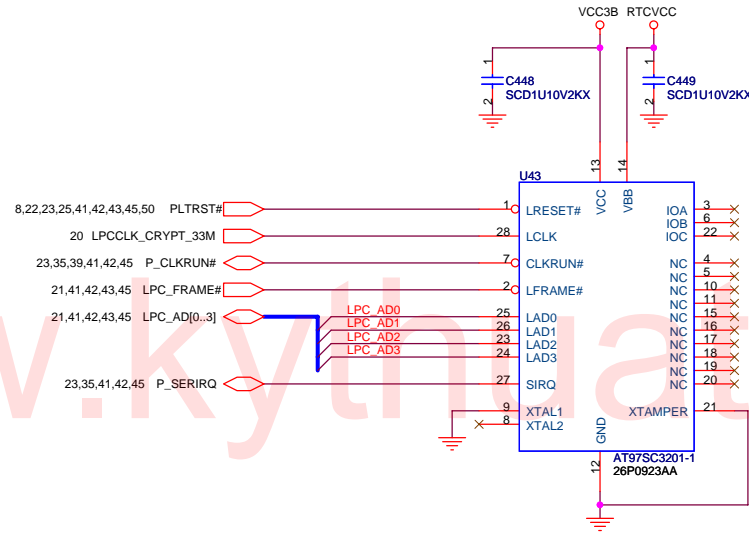 VCC3B RTCVCC
1 C448 2
SCD1U10V2KX
1 C449 2
SCD1U10V2KX
U43
13 14
VCC VBB
8,22,23,25,41,42,43,45,50 PLTRST# 1 LRESET#
20 LPCCLK_CRYPT_33M 28 LCLK
23,35,39,41,42,45 P_CLKRUN# 7 CLKRUN#
21,41,42,43,45 LPC_FRAME# 2 LFRAME#
21,41,42,43,45 LPC_AD[0..3]
LPC_AD0 25 LAD0
LPC_AD1 26 LAD1
LPC_AD2 23 LAD2
LPC_AD3 24 LAD3
23,35,41,42,45 P_SERIRQ 27 SIRQ
9 XTAL1
8 XTAL2
IOA 3
IOB 6
IOC 22
NC 4
NC 5
NC 10
NC 11
NC 15
NC 16
NC 17
NC 18
NC 19
NC 20
XTAMPER 21
GND
12
AT97SC3201-1
26P0923AA
w.kythuat